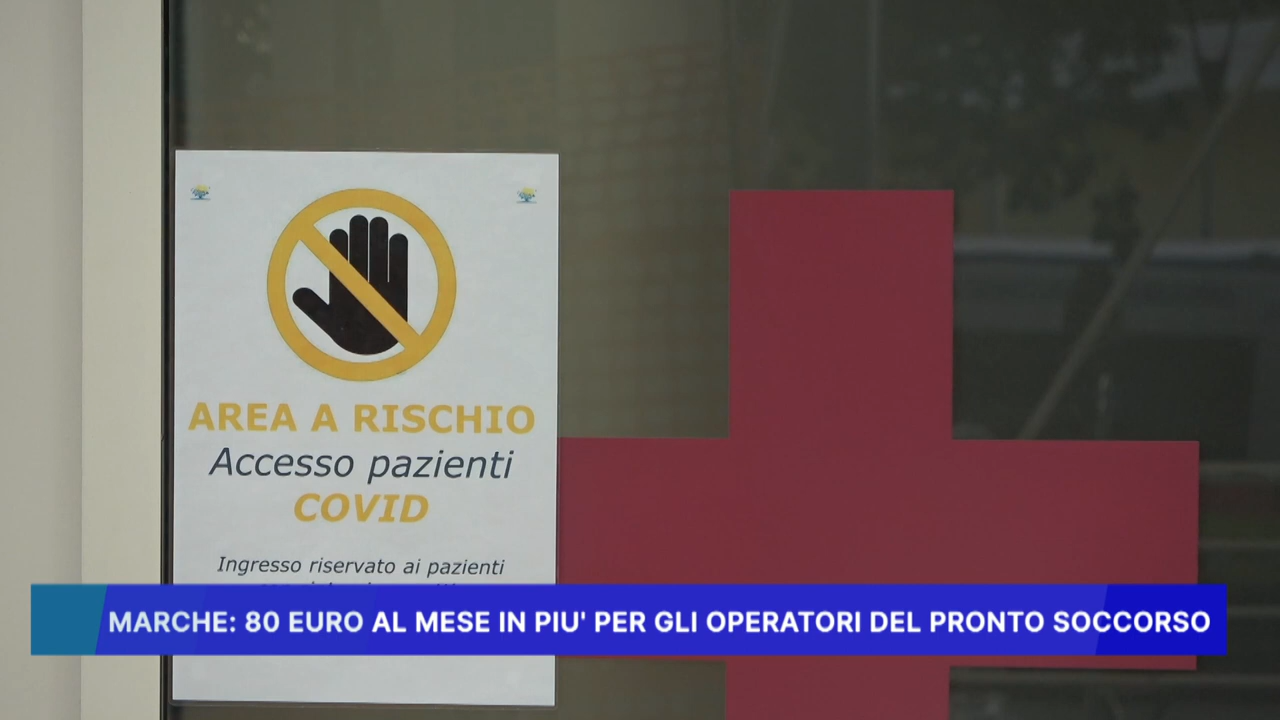 AREA A RISCHIO
Accesso pazienti
COVID
Ingresso riservato ai pazienti
MARCHE: 80 EURO AL MESE IN PIU' PER GLI OPERATORI DEL PRONTO SOCCORSO